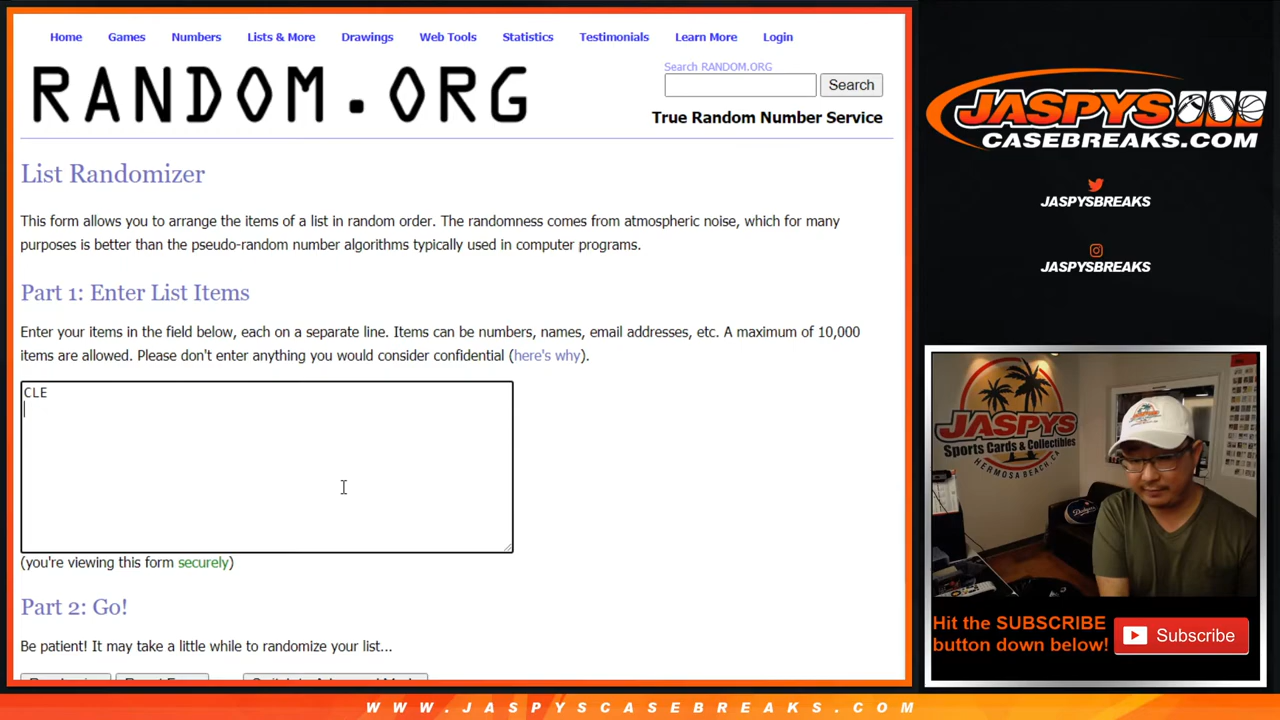 Home Games Numbers Lists & More Drawings Web Tools Statistics Testimonials Learn More Login
RANDOM.ORG
Search RANDOM.ORG
Search
True Random Number Service
List Randomizer
This form allows you to arrange the items of a list in random order. The randomness comes from atmospheric noise, which for many
purposes is better than the pseudo-random number algorithms typically used in computer programs.
Part 1: Enter List Items
Enter your items in the field below, each on a separate line. Items can be numbers, names, email addresses, etc. A maximum of 10,000
items are allowed. Please don't enter anything you would consider confidential (here's why).
CLE
(you're viewing this form securely)
Part 2: Go!
Be patient! It may take a little while to randomize your list...
JASPYS
CASEBREAKS.COM
JASPYSBREAKS
JASPYSBREAKS
JASPYS
Sports Cards & Collectibles
HERMOSA BEACH, CA
Dodgers
Hit the SUBSCRIBE
button down below!
Subscribe
WWW.JASPYSCASEBREAKS.COM